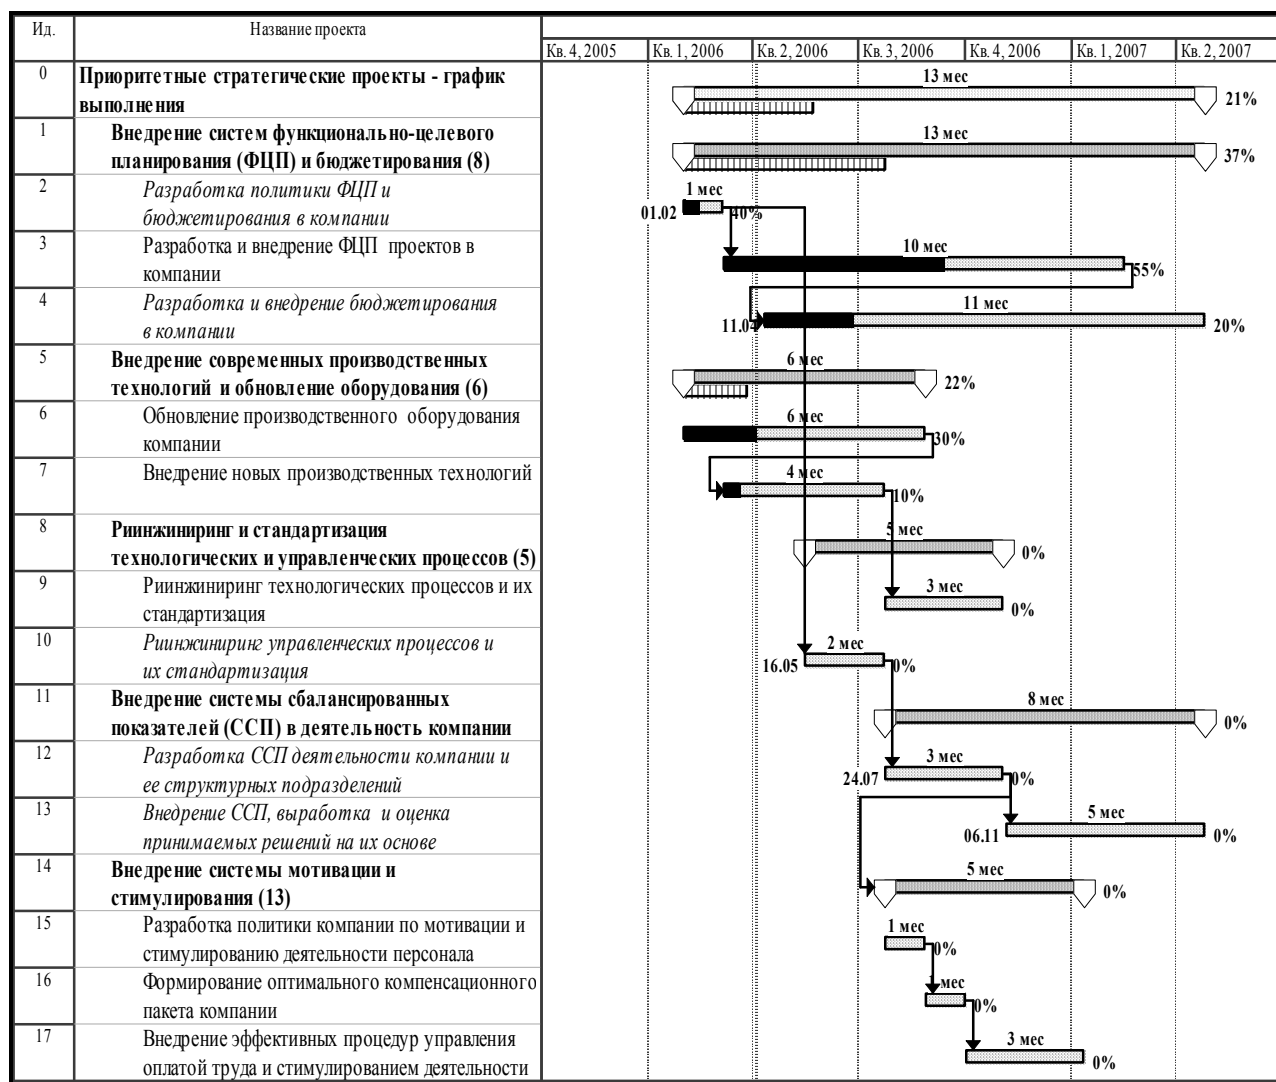 Ид.
Название проекта
Кв. 4, 2005
Кв. 1, 2006
Кв. 2, 2006
Кв. 3, 2006
Кв. 4, 2006
Кв. 1, 2007
Кв. 2, 2007
0
Приоритетные стратегические проекты - график
выполнения
13 мес
21%
1
Внедрение систем функционально-целевого
планирования (ФЦП) и бюджетирования (8)
13 мес
37%
2
Разработка политики ФЦП и
бюджетирования в компании
1 мес
01.02
40%
3
Разработка и внедрение ФЦП проектов в
компании
10 мес
55%
4
Разработка и внедрение бюджетирования
в компании
11 мес
11.04
20%
5
Внедрение современных производственных
технологий и обновление оборудования (6)
6 мес
22%
6
Обновление производственного оборудования
компании
6 мес
30%
7
Внедрение новых производственных технологий
4 мес
10%
8
Риинжиниринг и стандартизация
технологических и управленческих процессов (5)
5 мес
0%
9
Риинжиниринг технологических процессов и их
стандартизация
3 мес
0%
10
Риинжиниринг управленческих процессов и
их стандартизация
2 мес
16.05
0%
11
Внедрение системы сбалансированных
показателей (ССП) в деятельность компании
8 мес
0%
12
Разработка ССП деятельности компании и
ее структурных подразделений
3 мес
24.07
0%
13
Внедрение ССП, выработка и оценка
принимаемых решений на их основе
5 мес
06.11
0%
14
Внедрение системы мотивации и
стимулирования (13)
5 мес
0%
15
Разработка политики компании по мотивации и
стимулированию деятельности персонала
1 мес
0%
16
Формирование оптимального компенсационного
пакета компании
1 мес
0%
17
Внедрение эффективных процедур управления
оплатой труда и стимулированием деятельности
3 мес
0%